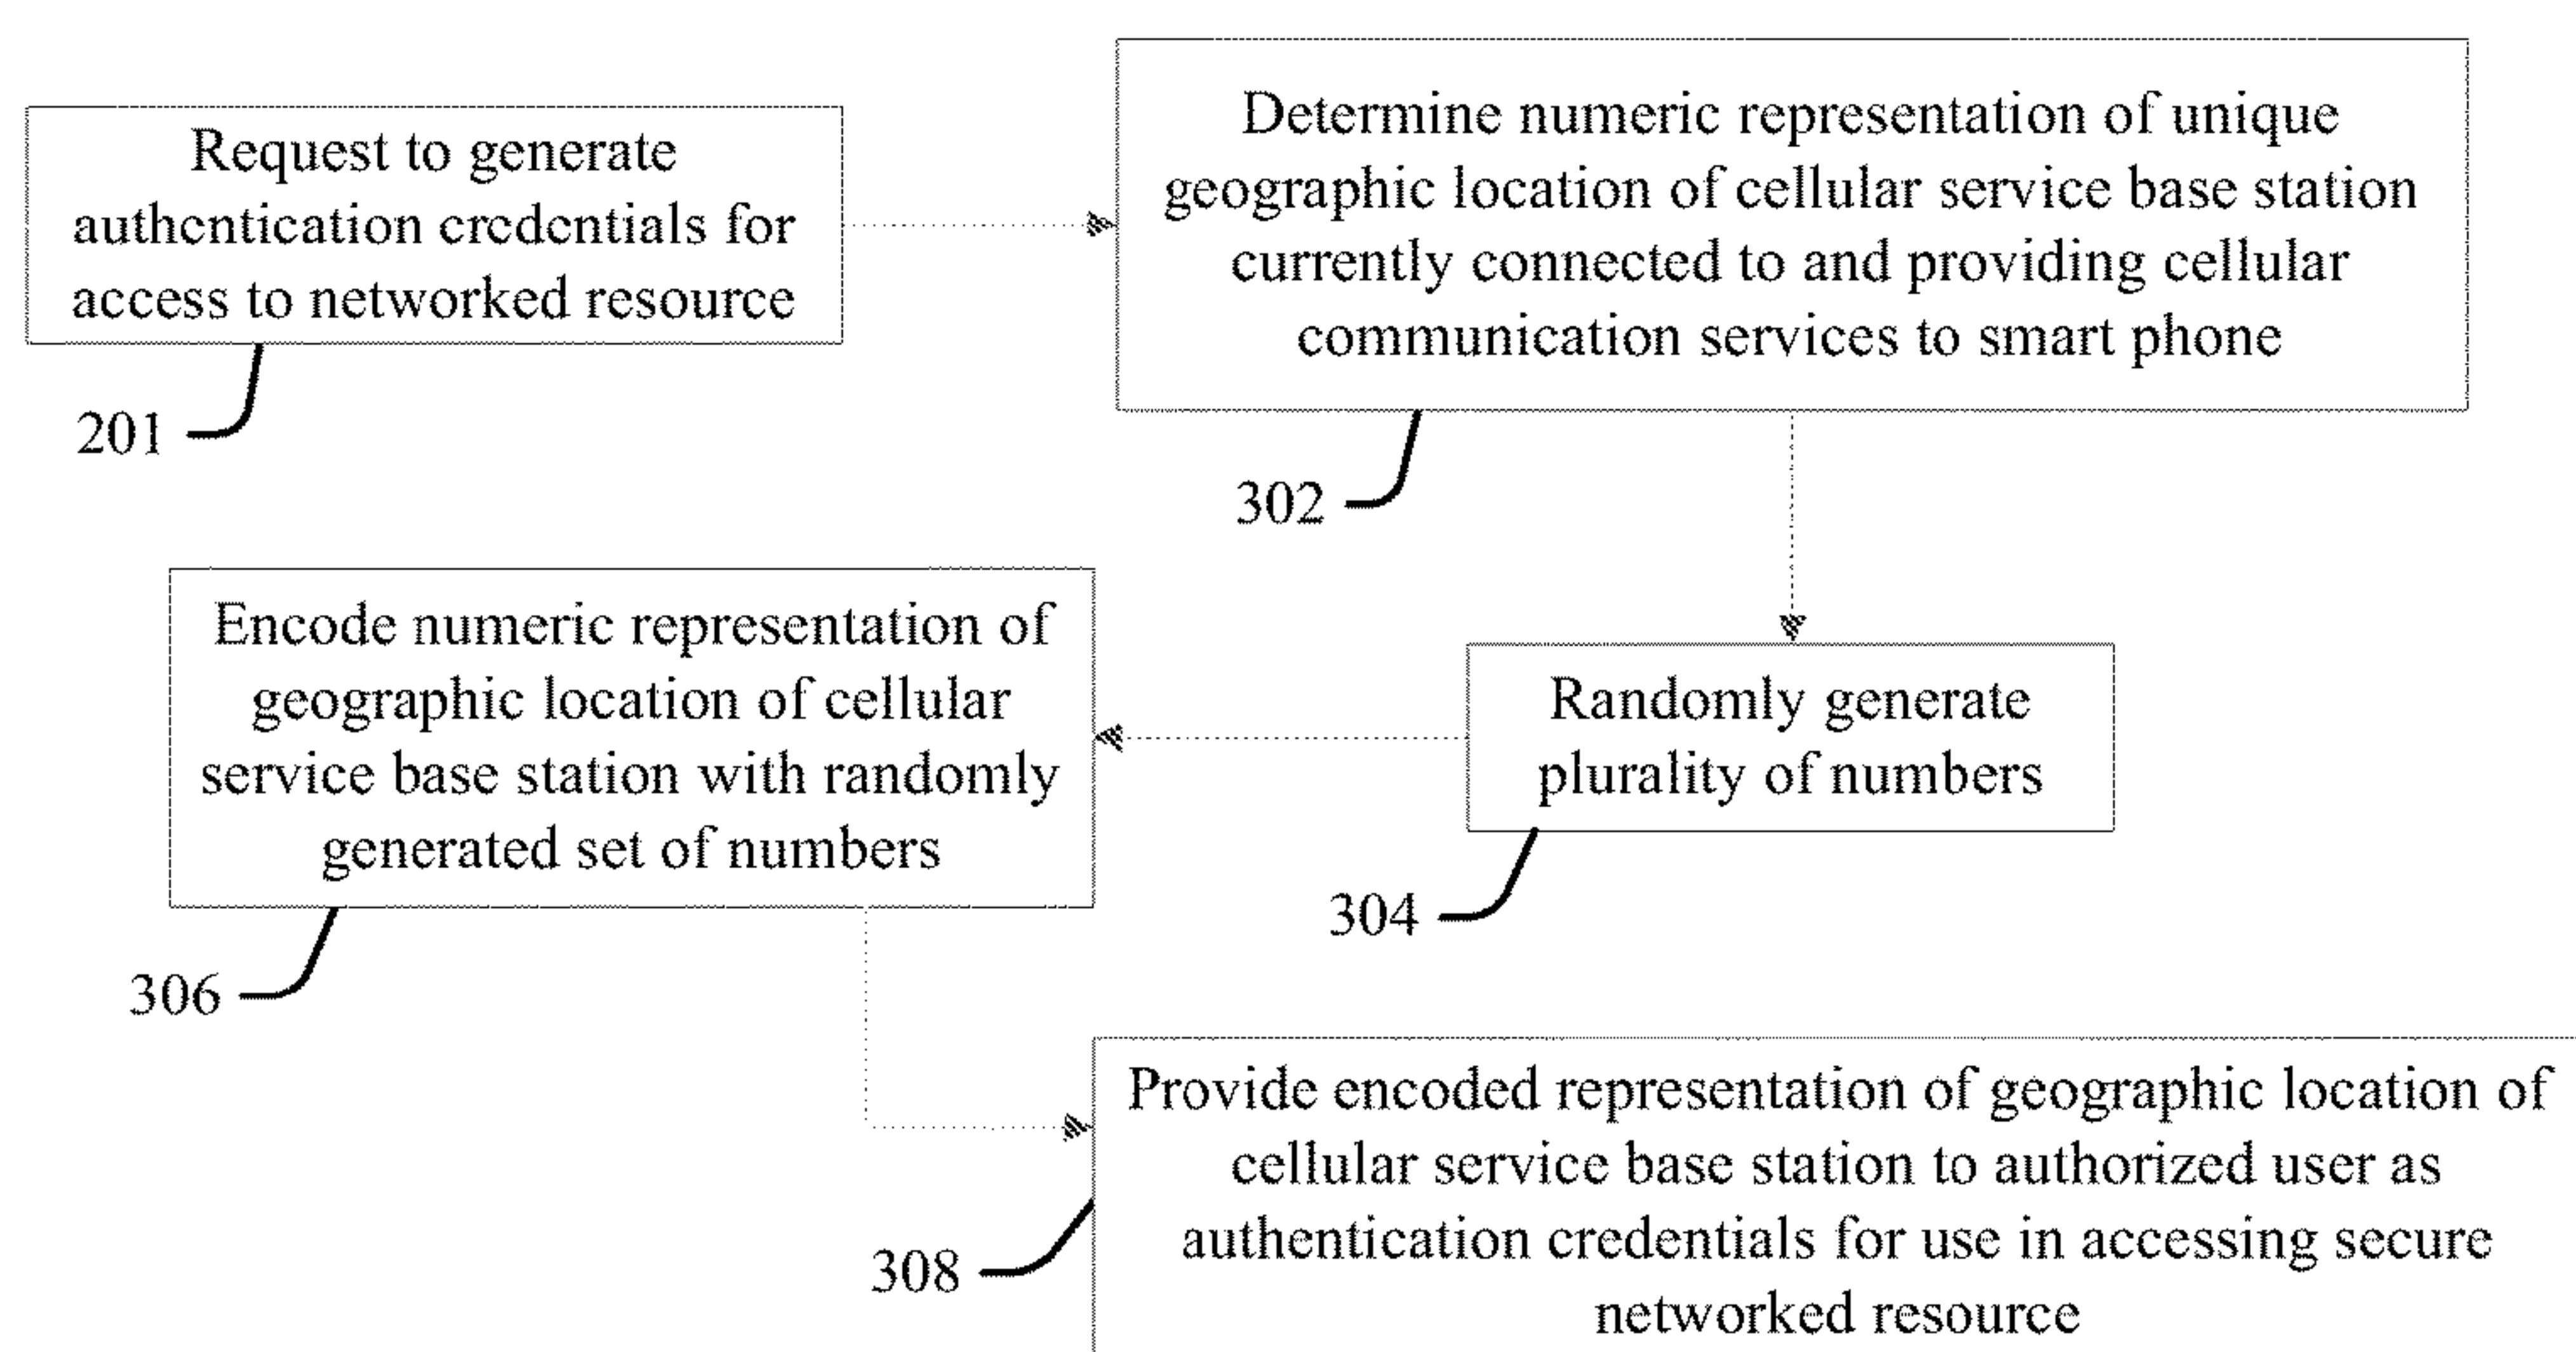 Request to generate
authentication credentials for
access to networked resource
201
Determine numeric representation of unique
geographic location of cellular service base station
currently connected to and providing cellular
communication services to smart phone
302
Randomly generate
plurality of numbers
304
Encode numeric representation of
geographic location of cellular
service base station with randomly
generated set of numbers
306
Provide encoded representation of geographic location of
cellular service base station to authorized user as
authentication credentials for use in accessing secure
networked resource
308